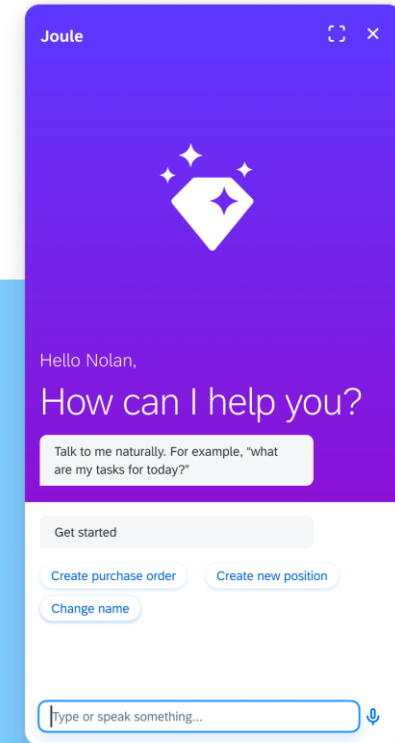 Joule
Hello Nolan,
How can I help you?
Talk to me naturally. For example, "what
are my tasks for today?"
Get started
Create purchase order
Create new position
Change name
Type or speak something...